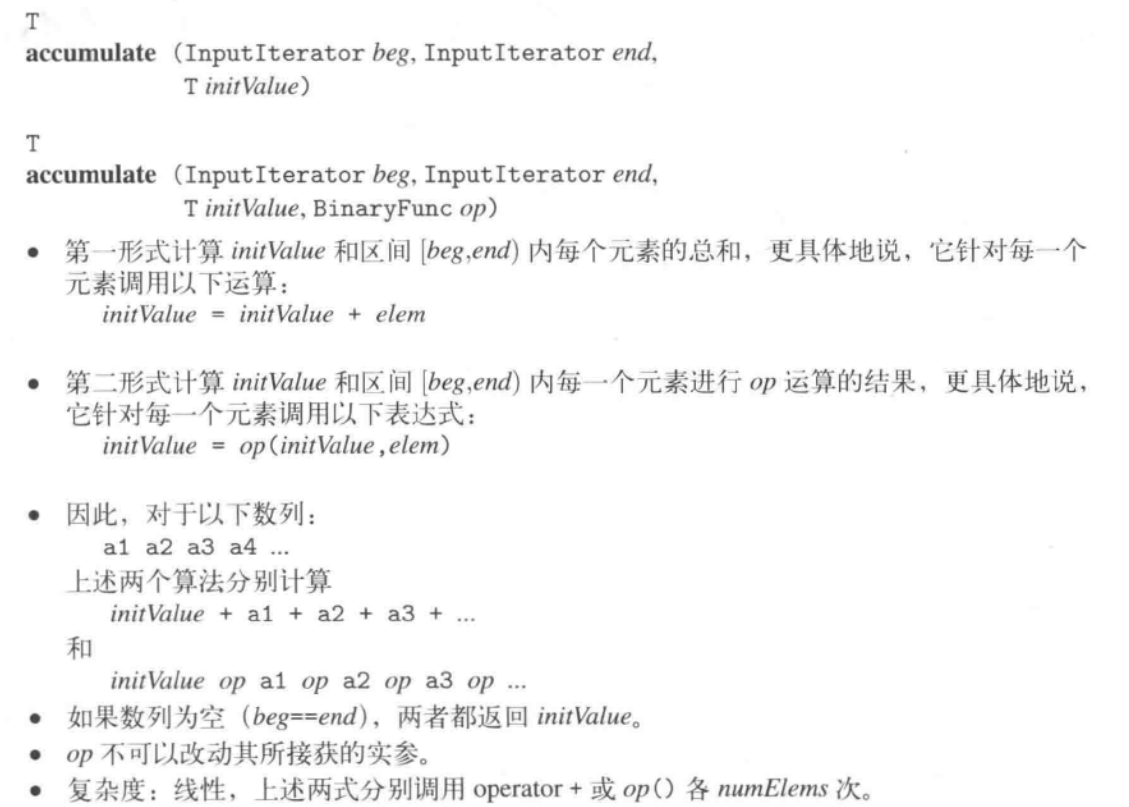 T
accumulate (InputIterator beg, InputIterator end,
T initValue)
T
accumulate (InputIterator beg, InputIterator end,
T initValue, BinaryFunc op)
• 第一形式计算 initValue 和区间 [beg,end) 内每个元素的总和，更具体地说，它针对每一个
元素调用以下运算：
initValue = initValue + elem
• 第二形式计算 initValue 和区间 [beg,end) 内每一个元素进行 op 运算的结果，更具体地说，
它针对每一个元素调用以下表达式：
initValue = op(initValue,elem)
• 因此，对于以下数列：
a1 a2 a3 a4 ...
上述两个算法分别计算
initValue + a1 + a2 + a3 + ...
和
initValue op a1 op a2 op a3 op ...
• 如果数列为空（beg==end），两者都返回 initValue。
• op 不可以改动其所接获的实参。
• 复杂度：线性，上述两式分别调用 operator + 或 op() 各 numElems 次。